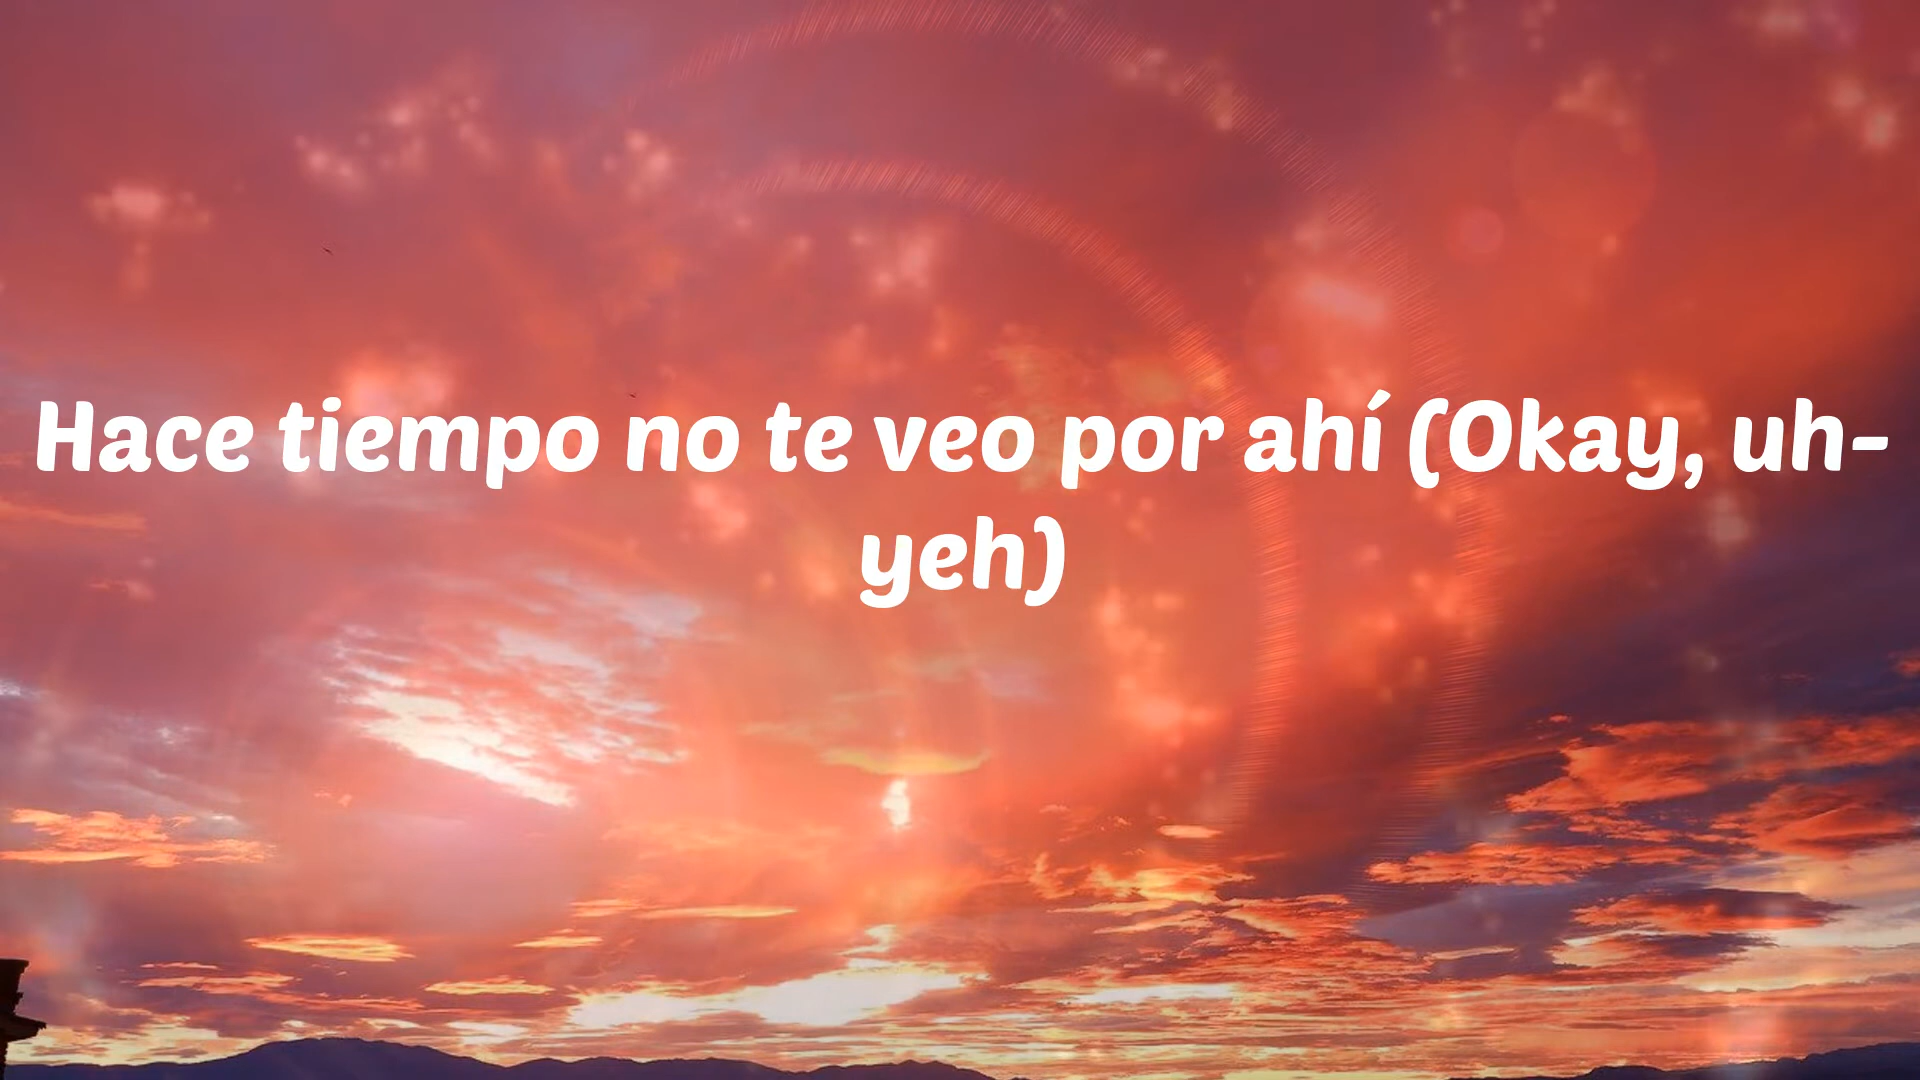 Hace tiempo no te veo por ahí (Okay, uh-
yeh)